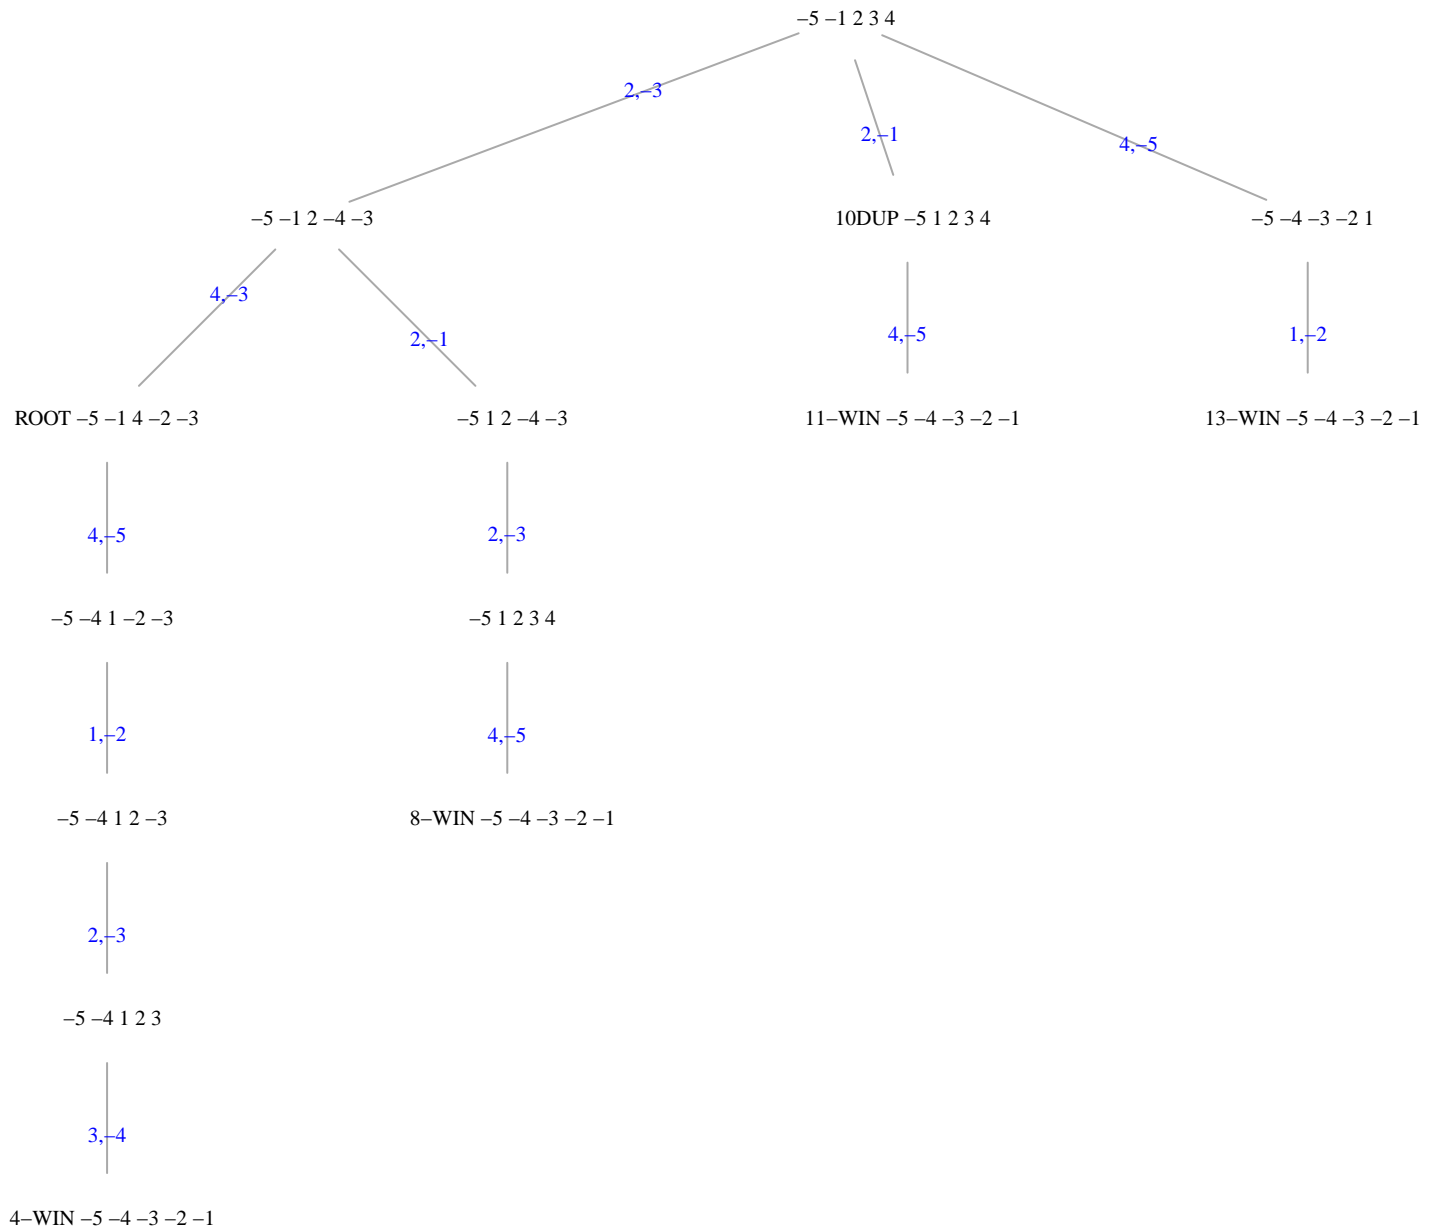 –5 –1 2 3 4
2,–3
2,–1
4,–5
–5 –1 2 –4 –3
10DUP –5 1 2 3 4
–5 –4 –3 –2 1
4,–3
2,–1
4,–5
1,–2
ROOT –5 –1 4 –2 –3
–5 1 2 –4 –3
11–WIN –5 –4 –3 –2 –1
13–WIN –5 –4 –3 –2 –1
4,–5
2,–3
–5 –4 1 –2 –3
–5 1 2 3 4
1,–2
4,–5
–5 –4 1 2 –3
8–WIN –5 –4 –3 –2 –1
2,–3
–5 –4 1 2 3
3,–4
4–WIN –5 –4 –3 –2 –1